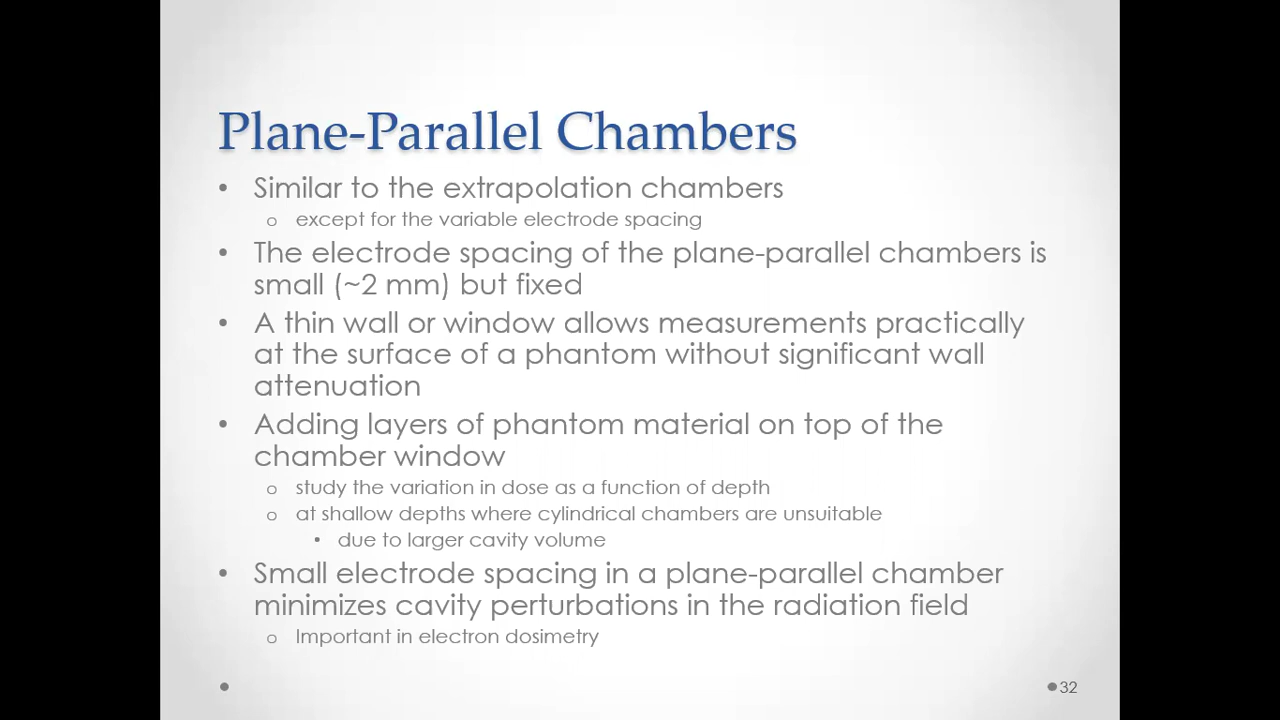 Plane-Parallel Chambers
• Similar to the extrapolation chambers
o except for the variable electrode spacing
• The electrode spacing of the plane-parallel chambers is
small (~2 mm) but fixed
• A thin wall or window allows measurements practically
at the surface of a phantom without significant wall
attenuation
• Adding layers of phantom material on top of the
chamber window
o study the variation in dose as a function of depth
o at shallow depths where cylindrical chambers are unsuitable
• due to larger cavity volume
• Small electrode spacing in a plane-parallel chamber
minimizes cavity perturbations in the radiation field
o Important in electron dosimetry
32